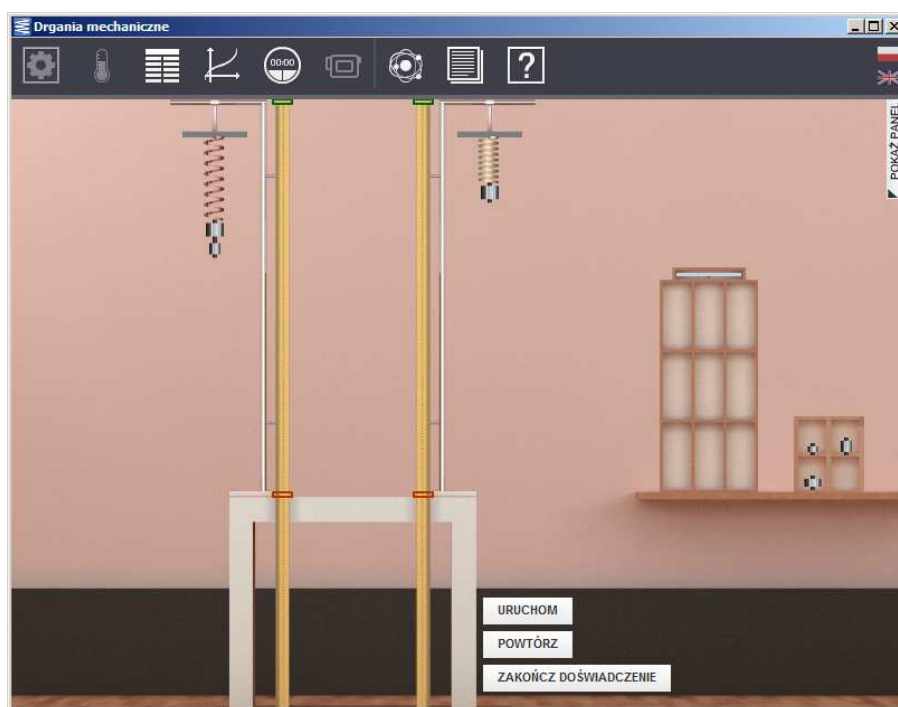 Drgania mechaniczne
00:00
?
POKAŻ PANEL
URUCHOM
POWTÓRZ
ZAKOŃCZ DOŚWIADCZENIE